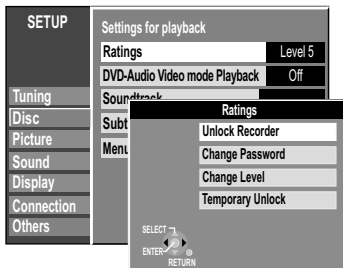 SETUP
Settings for playback
Ratings Level 5
DVD-Audio Video mode Playback Off
Soundtrack
Subt
Menu
Tuning
Disc
Picture
Sound
Display
Connection
Others
Ratings
Unlock Recorder
Change Password
Change Level
Temporary Unlock
SELECT
ENTER
RETURN